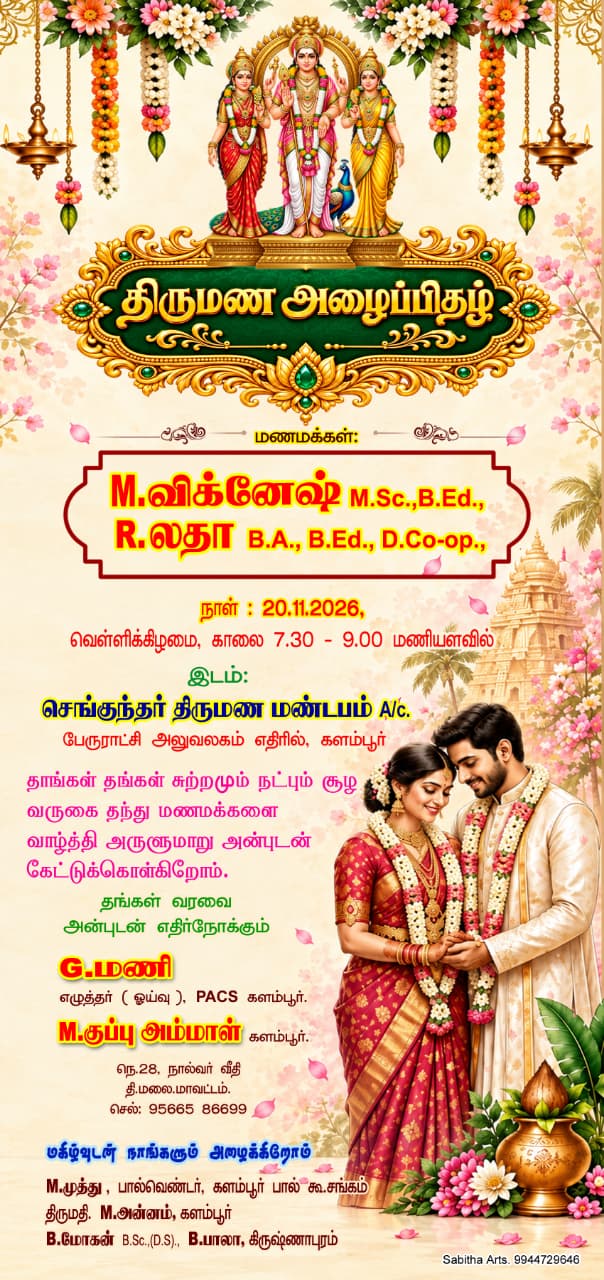 திருமண அழைப்பிதழ்
மணமக்கள்:
M.விக்னேஷ் M.Sc.,B.Ed.,
R.லதா B.A., B.Ed., D.Co-op.,
நாள் : 20.11.2026,
வெள்ளிக்கிழமை, காலை 7.30 - 9.00 மணியளவில்
இடம்:
செங்குந்தர் திருமண மண்டபம் A/c.
பேருராட்சி அலுவலகம் எதிரில், களம்பூர்
தாங்கள் தங்கள் சுற்றமும் நட்பும் சூழ
வருகை தந்து மணமக்களை
வாழ்த்தி அருளுமாறு அன்புடன்
கேட்டுக்கொள்கிறோம்.
தங்கள் வரவை
அன்புடன் எதிர்நோக்கும்
G.மணி
எழுத்தர் ( ஓய்வு ), PACS களம்பூர்.
M.குப்பு அம்மாள் களம்பூர்.
நெ.28, நால்வர் வீதி
தி.மலை.மாவட்டம்.
செல்: 95665 86699
மகிழ்வுடன் நாங்களும் அழைக்கிறோம்
M.முத்து , பால்வெண்டர், களம்பூர் பால் கூ.சங்கம்
திருமதி. M.அன்னம், களம்பூர்
B.மோகன் B.Sc.,(D.S)., B.பாலா, கிருஷ்ணாபுரம்
Sabitha Arts. 9944729646